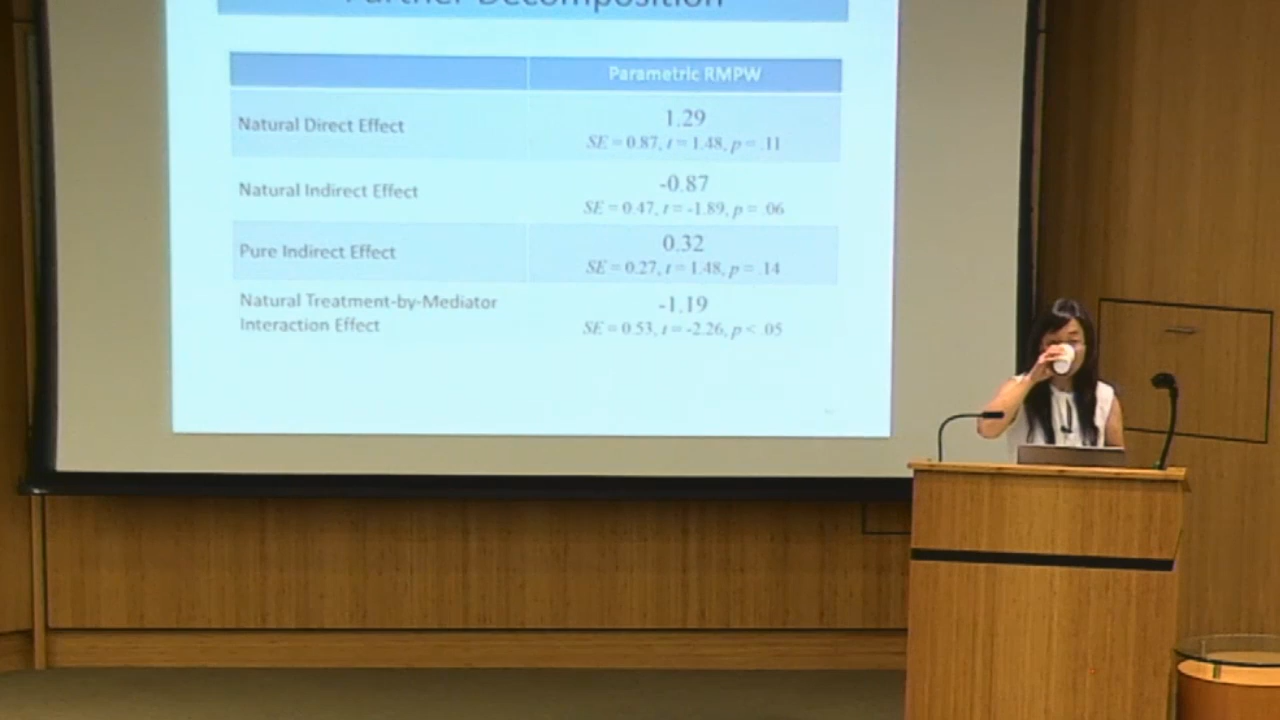 Further Decomposition
Parametric RMPW
Natural Direct Effect
1.29
SE = 0.87, t = 1.48, p = .11
Natural Indirect Effect
-0.87
SE = 0.47, t = -1.89, p = .06
Pure Indirect Effect
0.32
SE = 0.27, t = 1.48, p = .14
Natural Treatment-by-Mediator
Interaction Effect
-1.19
SE = 0.53, t = -2.26, p < .05